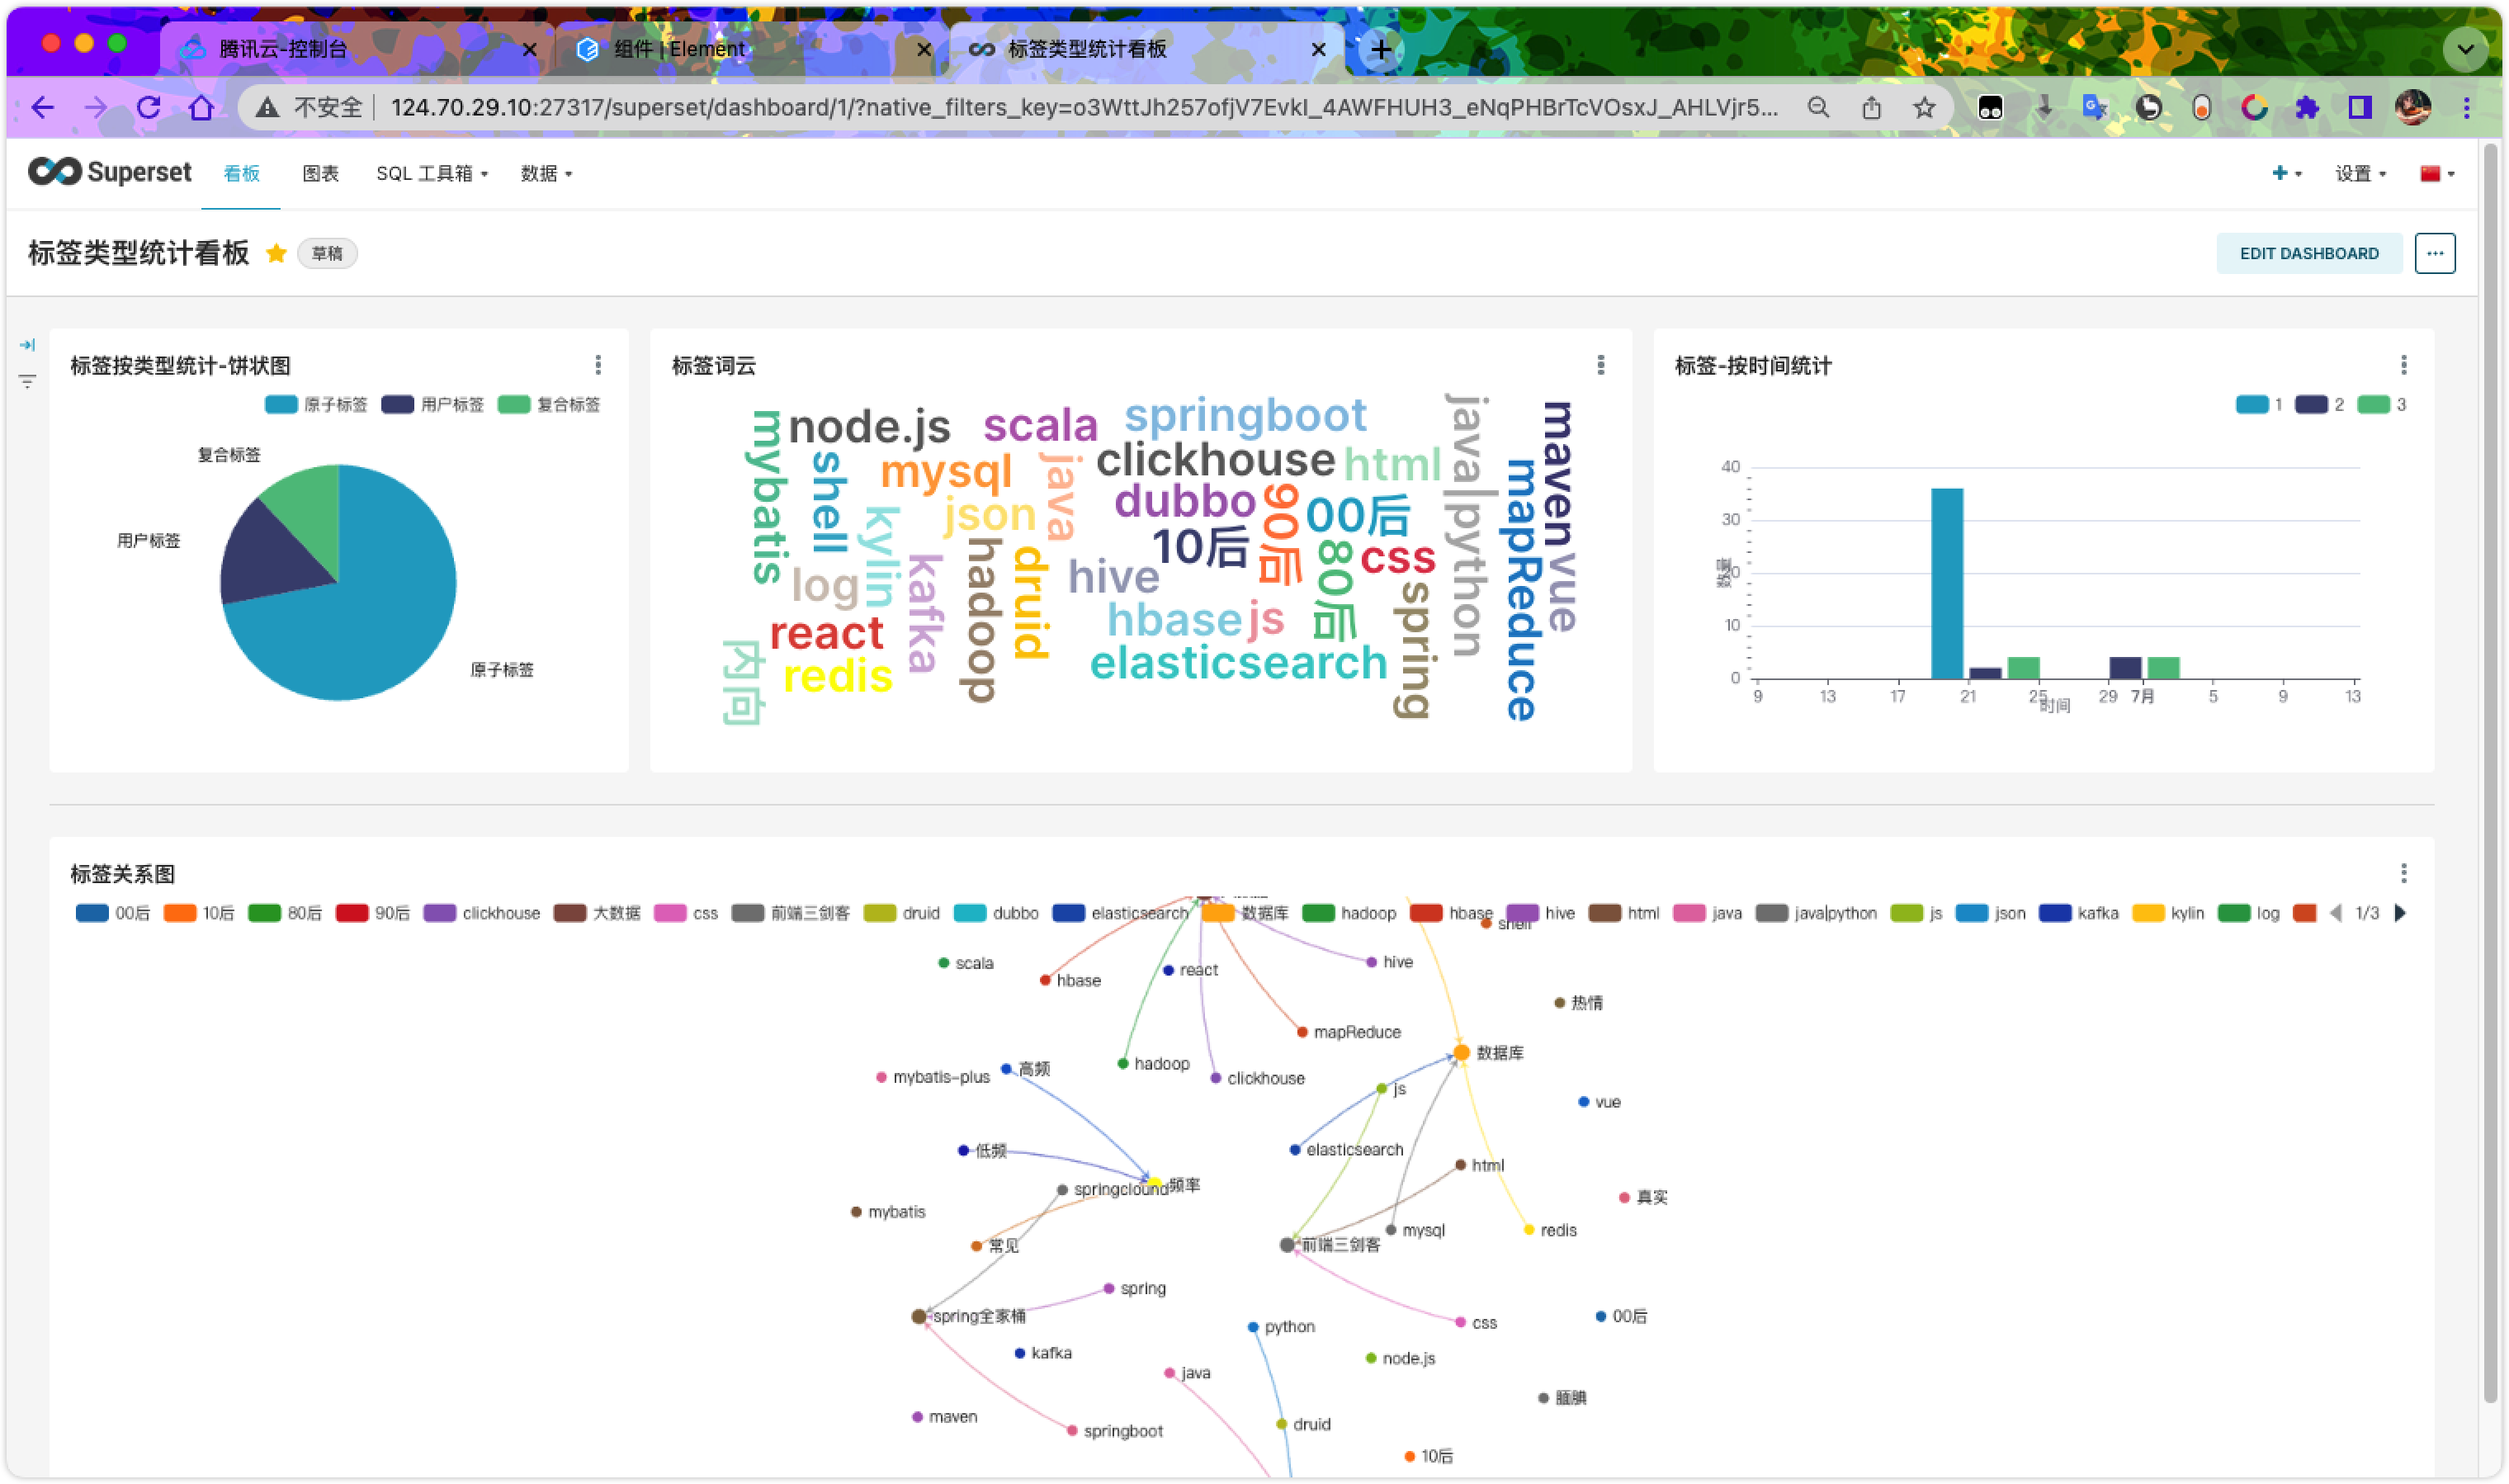 腾讯云-控制台
组件 | Element
标签类型统计看板
不安全 124.70.29.10:27317/superset/dashboard/1/?native_filters_key=o3WttJh257ofjV7EvkI_4AWFHUH3_eNqPHBrTcVOsxJ_AHLVjr5...
Superset 看板 图表 SQL 工具箱 数据 设置
标签类型统计看板 草稿 EDIT DASHBOARD
标签按类型统计-饼状图
原子标签 用户标签 复合标签
复合标签
用户标签
原子标签
标签词云
mybatis
node.js
scala
springboot
java|python
maven
shell
mysql
java
clickhouse
html
mapReduce
kylin
json
dubbo
90后
00后
10后
80后
css
vue
log
kafka
hadoop
druid
hive
spring
react
hbase
js
内向
redis
elasticsearch
标签-按时间统计
1 2 3
40
30
20
10
0
数量
9 13 17 21 25 29 7月 5 9 13
时间
标签关系图
00后 10后 80后 90后 clickhouse 大数据 css 前端三剑客 druid dubbo elasticsearch 数据库 hadoop hbase hive html java java|python js json kafka kylin log 1/3
shell
scala
hbase
react
hive
热情
mapReduce
数据库
hadoop
高频
mybatis-plus
clickhouse
js
vue
低频
elasticsearch
html
频率
springclound
真实
mybatis
mysql
redis
常见
前端三剑客
spring
spring全家桶
00后
css
python
kafka
node.js
java
腼腆
maven
druid
springboot
10后